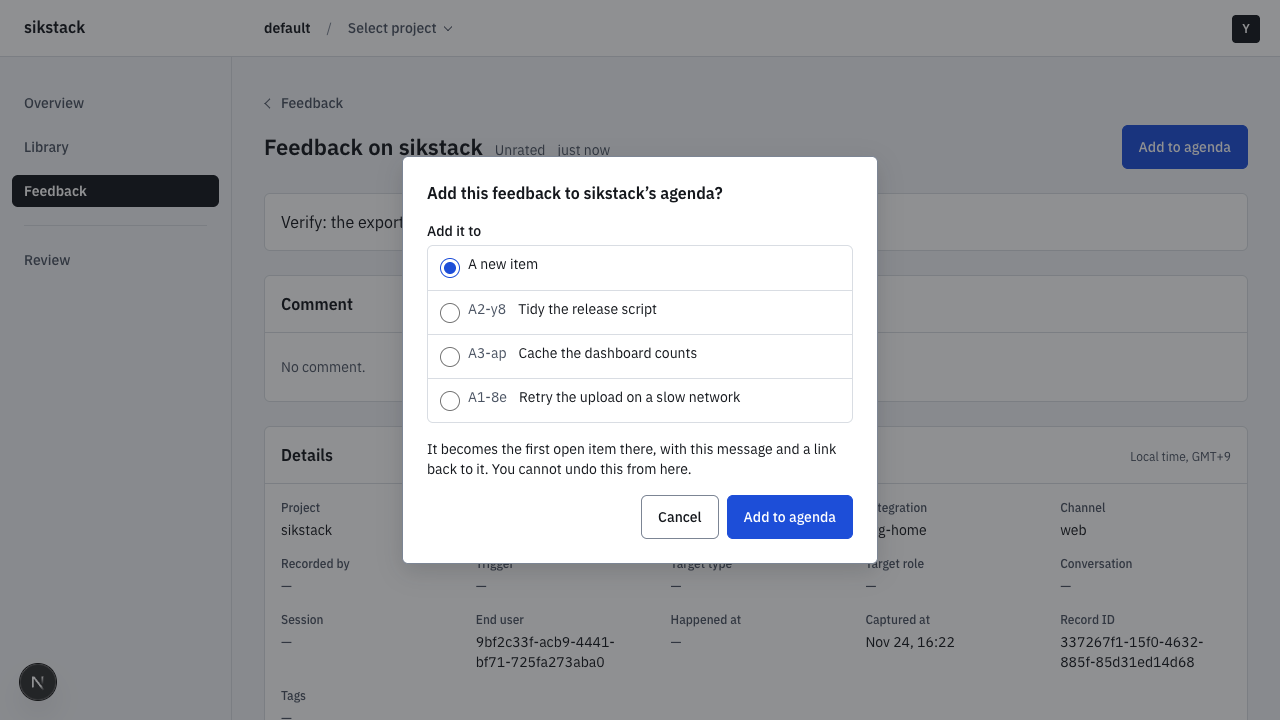 sikstack
default / Select project
Y
Overview
Library
Feedback
Review
Feedback
Feedback on sikstack Unrated just now
Add to agenda
Verify: the export
Comment
No comment.
Details
Local time, GMT+9
Add this feedback to sikstack’s agenda?
Add it to
A new item
A2-y8 Tidy the release script
A3-ap Cache the dashboard counts
A1-8e Retry the upload on a slow network
It becomes the first open item there, with this message and a link
back to it. You cannot undo this from here.
Cancel
Add to agenda
Project
sikstack
Channel
web
Recorded by
—
Trigger
—
Target type
—
Target role
—
Conversation
—
Session
—
End user
9bf2c33f-acb9-4441-
bf71-725fa273aba0
Happened at
—
Captured at
Nov 24, 16:22
Record ID
337267f1-15f0-4632-
885f-85d31ed14d68
Tags
—
N